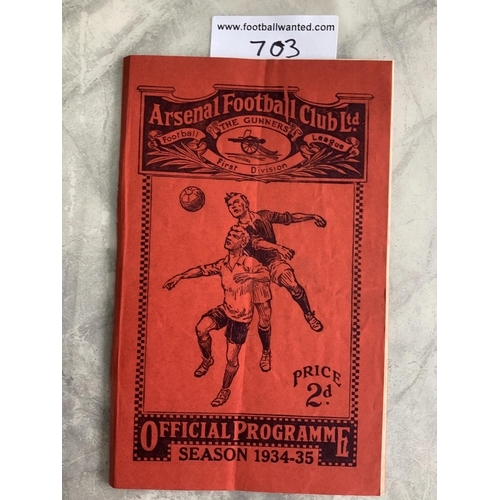 www.footballwanted.com
703
Arsenal Football Club Ltd.
THE GUNNERS
Football League
First Division
PRICE
2d.
OFFICIAL PROGRAMME
SEASON 1934-35